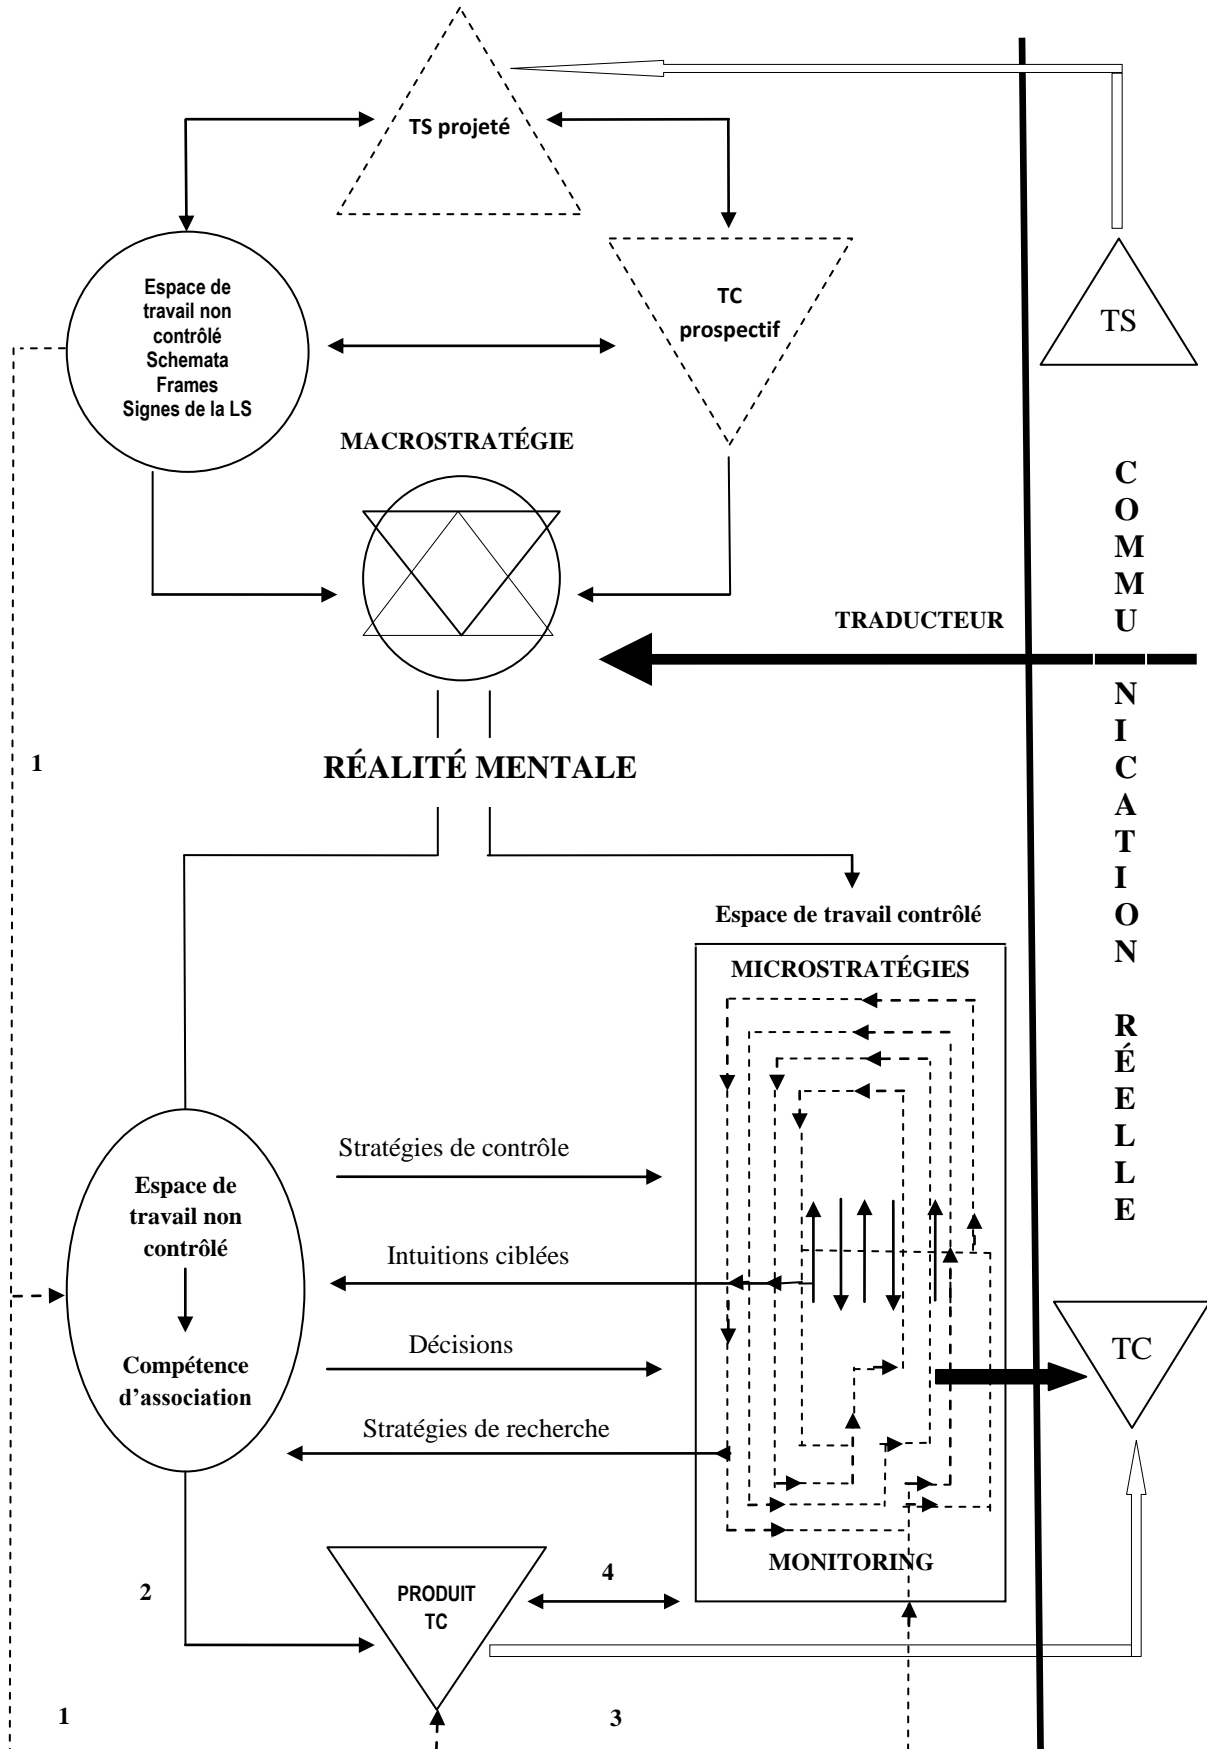 TS projeté
Espace de
travail non
contrôlé
Schemata
Frames
Signes de la LS
TC
prospectif
TS
MACROSTRATÉGIE
TRADUCTEUR
COMMUNICATION
RÉELLE
1
RÉALITÉ MENTALE
Espace de travail contrôlé
MICROSTRATÉGIES
Stratégies de contrôle
Espace de
travail non
contrôlé
Intuitions ciblées
Décisions
Compétence
d’association
TC
Stratégies de recherche
MONITORING
2
PRODUIT
TC
4
1
3